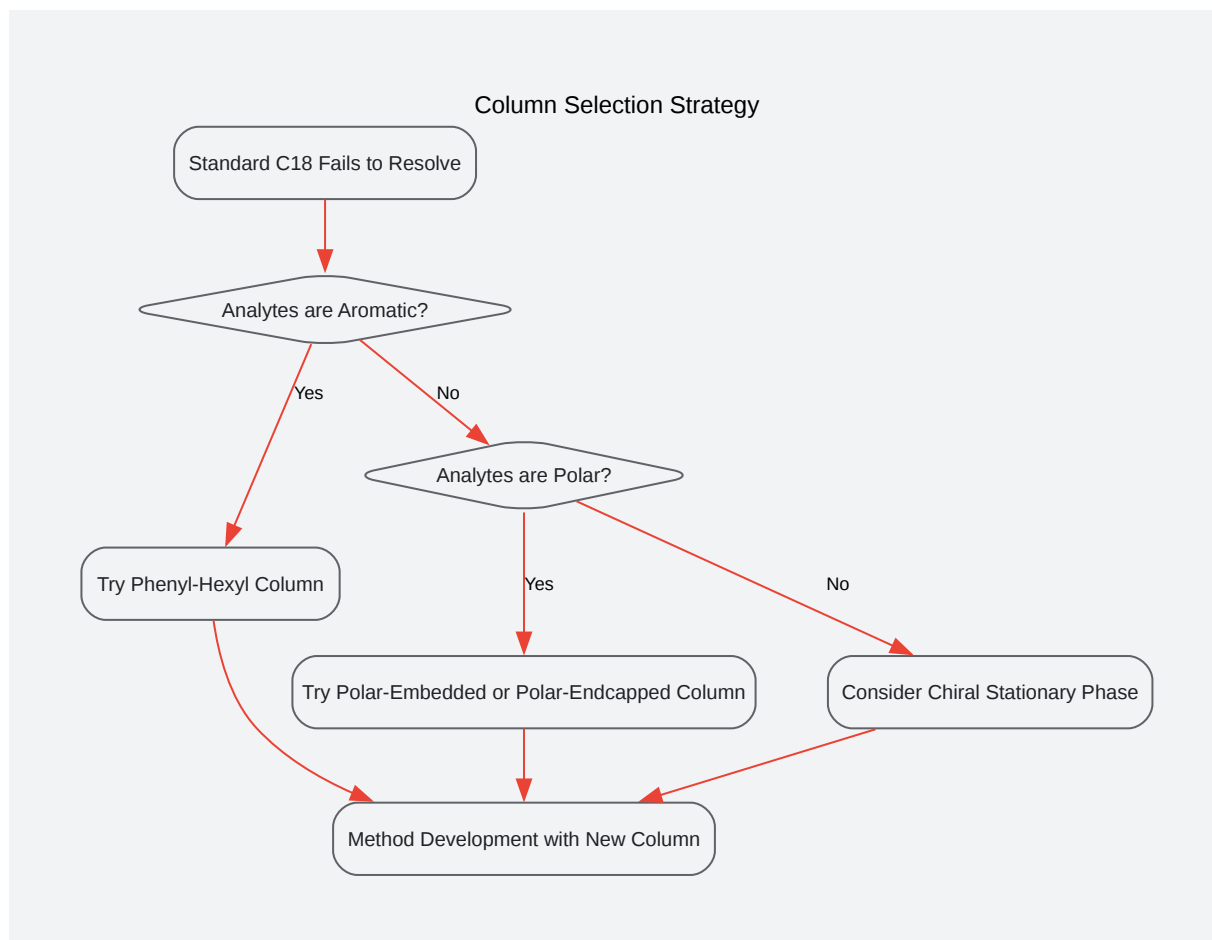 Column Selection Strategy
Standard C18 Fails to Resolve
Analytes are Aromatic?
Yes
No
Analytes are Polar?
Try Phenyl-Hexyl Column
Yes
No
Try Polar-Embedded or Polar-Endcapped Column
Consider Chiral Stationary Phase
Method Development with New Column